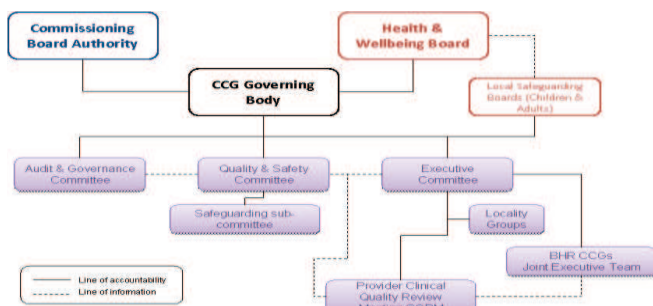 Commissioning
Board Authority
Health &
Wellbeing Board
CCG Governing
Body
Local Safeguarding
Boards (Children &
Adults)
Audit & Governance
Committee
Quality & Safety
Committee
Executive
Committee
Safeguarding sub-
committee
Locality
Groups
BHR CCGs
Joint Executive Team
Provider Clinical
Quality Review
Line of accountability
Line of information